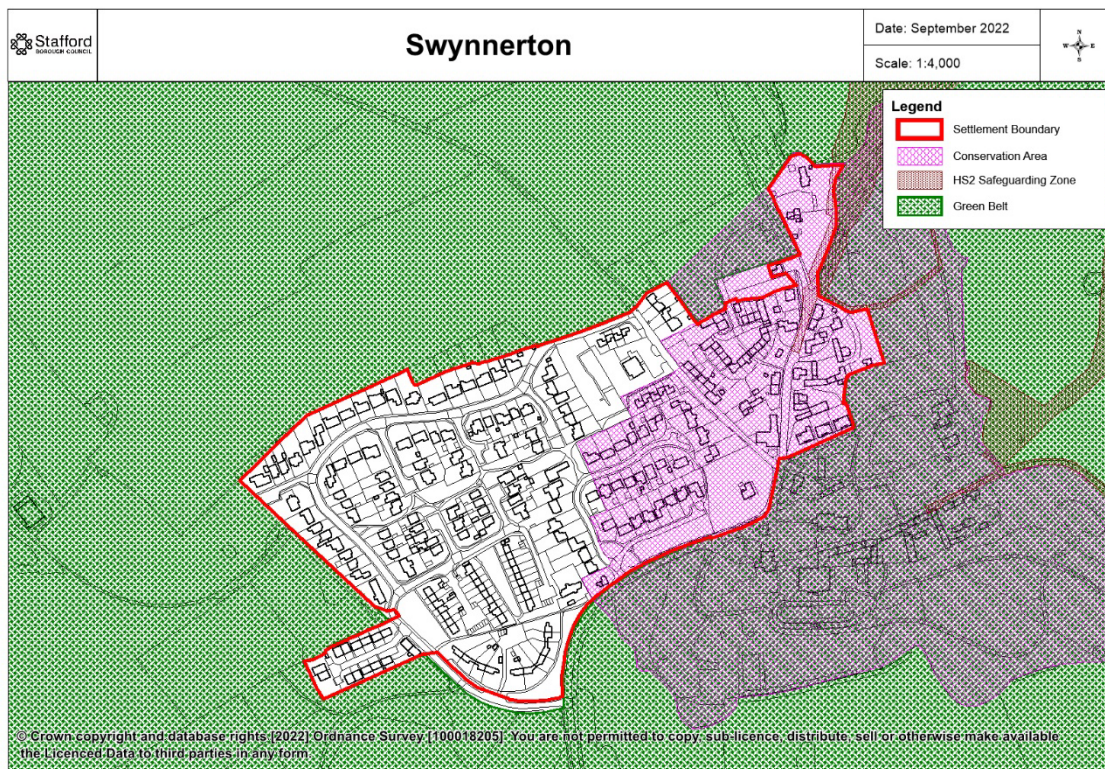 Stafford
BOROUGH COUNCIL
Swynnerton
Date: September 2022
Scale: 1:4,000
N
W E
S
Legend
Settlement Boundary
Conservation Area
HS2 Safeguarding Zone
Green Belt
© Crown copyright and database rights [2022] Ordnance Survey [100018205]. You are not permitted to copy, sub-licence, distribute, sell or otherwise make available
the Licenced Data to third parties in any form.